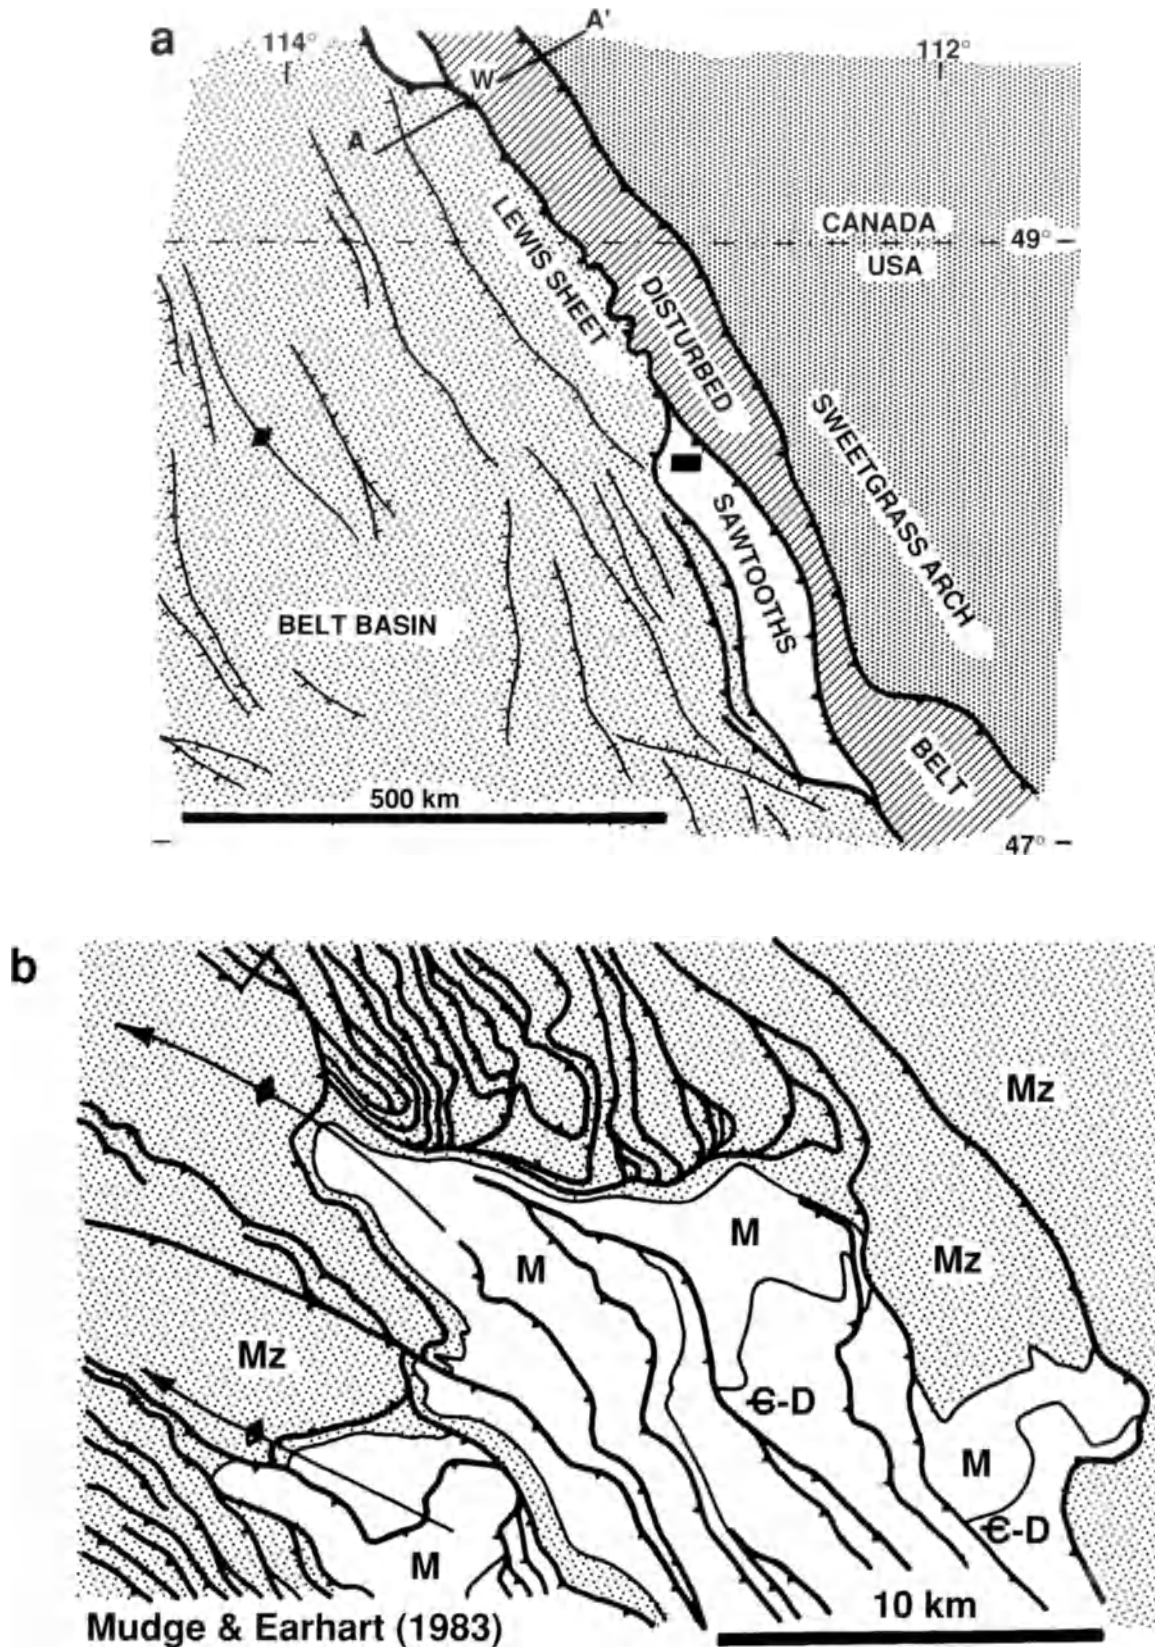 a
114°
A'
112°
W
A
CANADA
49°
USA
LEWIS SHEET
DISTURBED
SWEETGRASS ARCH
SAWTOOTHS
BELT BASIN
BELT
500 km
47°
b
Mz
M
Mz
M
Mz
Є-D
M
Є-D
M
10 km
Mudge & Earhart (1983)